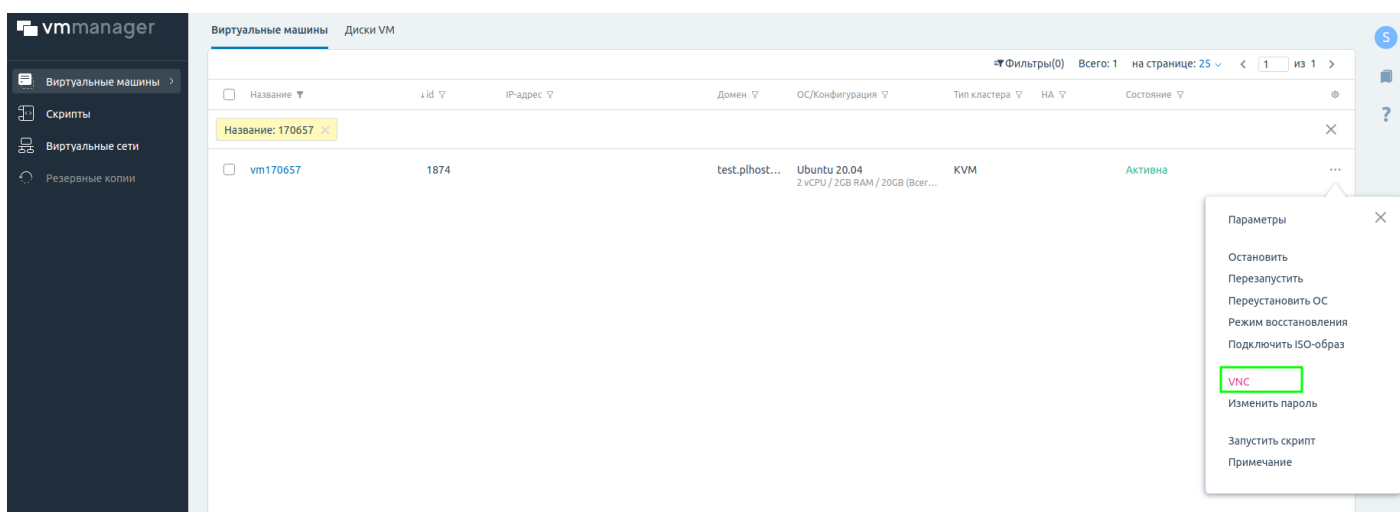 vmmanager
Виртуальные машины
Скрипты
Виртуальные сети
Резервные копии
Виртуальные машины Диски VM
Фильтры(0) Всего: 1 на странице: 25 1 из 1
Название ↓id IP-адрес Домен ОС/Конфигурация Тип кластера HA Состояние
Название: 170657
vm170657 1874 test.plhost... Ubuntu 20.04 KVM Активна ...
2 vCPU / 2GB RAM / 20GB (Всег...
Параметры
Остановить
Перезапустить
Переустановить ОС
Режим восстановления
Подключить ISO-образ
VNC
Изменить пароль
Запустить скрипт
Примечание
S
?